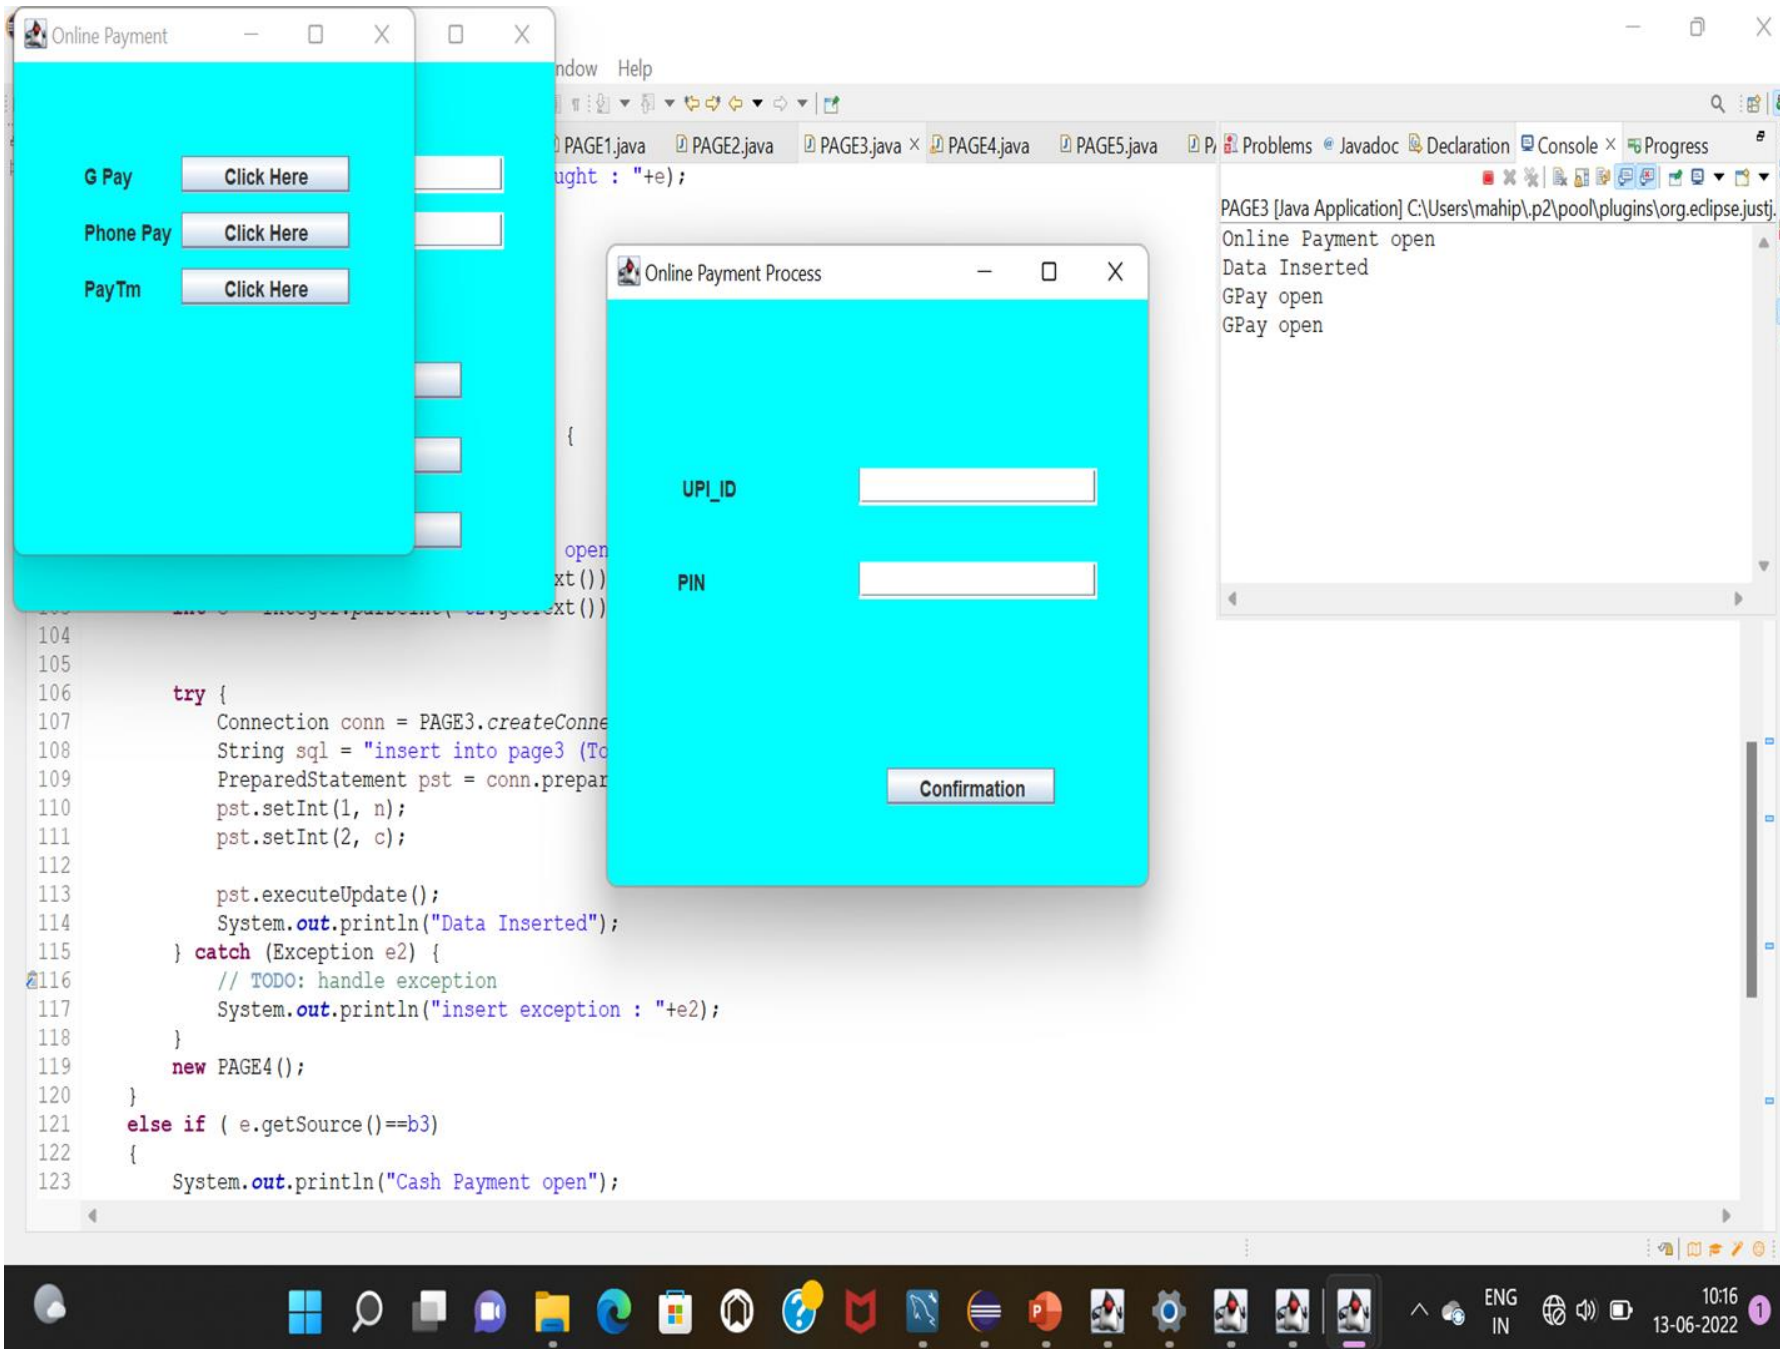 Online Payment
ndow Help
PAGE1.java PAGE2.java PAGE3.java PAGE4.java PAGE5.java
Problems Javadoc Declaration Console Progress
G Pay Click Here
Phone Pay Click Here
PayTm Click Here
ught : "+e);
PAGE3 [Java Application] C:\Users\mahip\.p2\pool\plugins\org.eclipse.justj.
Online Payment open
Data Inserted
GPay open
GPay open
Online Payment Process
UPI_ID
PIN
Confirmation
{
open
xt())
xt())
104
105
106 try {
107 Connection conn = PAGE3.createConne
108 String sql = "insert into page3 (To
109 PreparedStatement pst = conn.prepar
110 pst.setInt(1, n);
111 pst.setInt(2, c);
112
113 pst.executeUpdate();
114 System.out.println("Data Inserted");
115 } catch (Exception e2) {
116 // TODO: handle exception
117 System.out.println("insert exception : "+e2);
118 }
119 new PAGE4();
120 }
121 else if ( e.getSource()==b3)
122 {
123 System.out.println("Cash Payment open");
ENG
IN
10:16
13-06-2022
1